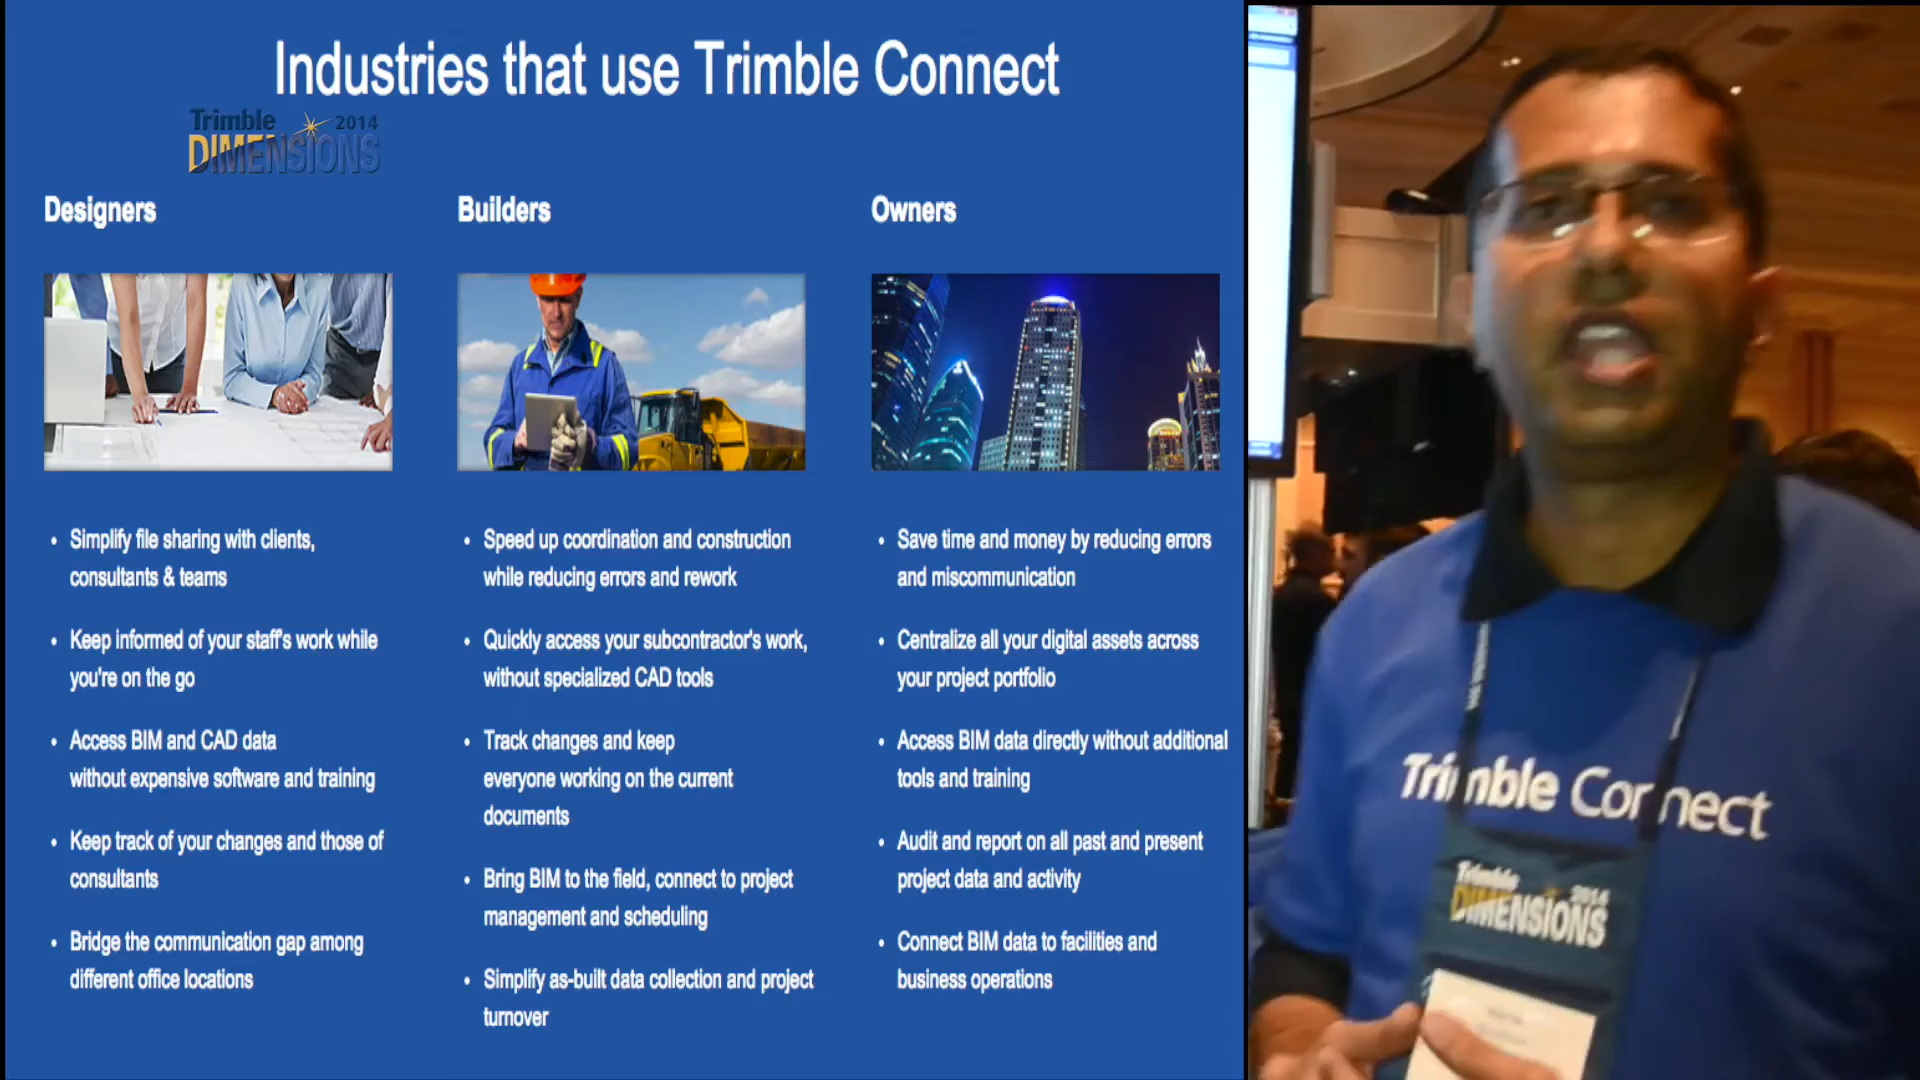 Industries that use Trimble Connect
Trimble 2014
DIMENSIONS
Designers
Simplify file sharing with clients,
consultants & teams
Keep informed of your staff's work while
you're on the go
Access BIM and CAD data
without expensive software and training
Keep track of your changes and those of
consultants
Bridge the communication gap among
different office locations
Builders
Speed up coordination and construction
while reducing errors and rework
Quickly access your subcontractor's work,
without specialized CAD tools
Track changes and keep
everyone working on the current
documents
Bring BIM to the field, connect to project
management and scheduling
Simplify as-built data collection and project
turnover
Owners
Save time and money by reducing errors
and miscommunication
Centralize all your digital assets across
your project portfolio
Access BIM data directly without additional
tools and training
Audit and report on all past and present
project data and activity
Connect BIM data to facilities and
business operations
Trimble Connect
Trimble 2014
DIMENSIONS